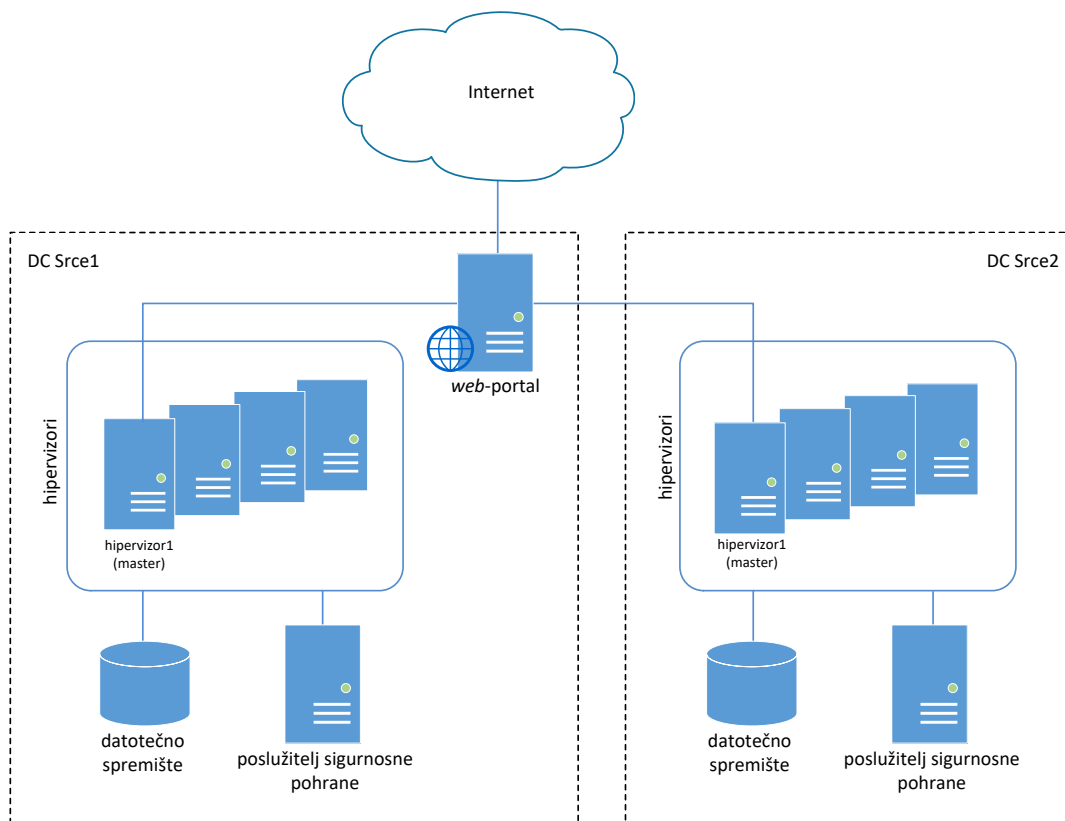 Internet
DC Srce1
DC Srce2
web-portal
hipervizori
hipervizor1
(master)
hipervizori
hipervizor1
(master)
datotečno
spremište
poslužitelj sigurnosne
pohrane
datotečno
spremište
poslužitelj sigurnosne
pohrane